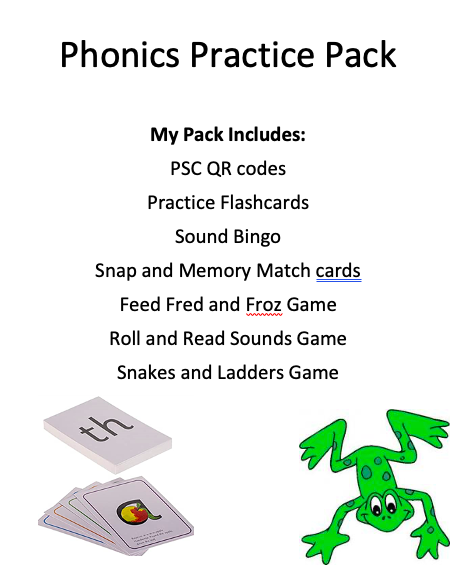 Phonics Practice Pack
My Pack Includes:
PSC QR codes
Practice Flashcards
Sound Bingo
Snap and Memory Match cards
Feed Fred and Froz Game
Roll and Read Sounds Game
Snakes and Ladders Game
th
a